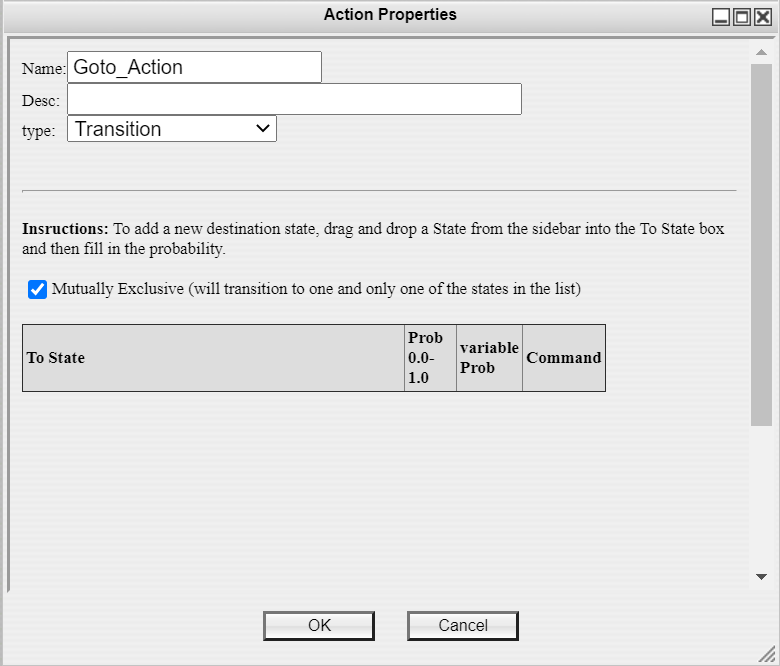 Action Properties
Name: Goto_Action
Desc:
type: Transition
Insructions: To add a new destination state, drag and drop a State from the sidebar into the To State box
and then fill in the probability.
Mutually Exclusive (will transition to one and only one of the states in the list)
To State
Prob
0.0-
1.0
variable
Prob
Command
OK
Cancel